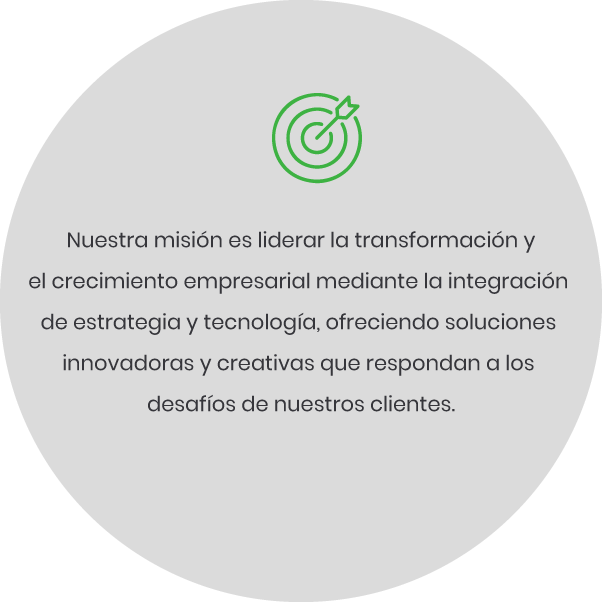 Nuestra misión es liderar la transformación y
el crecimiento empresarial mediante la integración
de estrategia y tecnología, ofreciendo soluciones
innovadoras y creativas que respondan a los
desafíos de nuestros clientes.